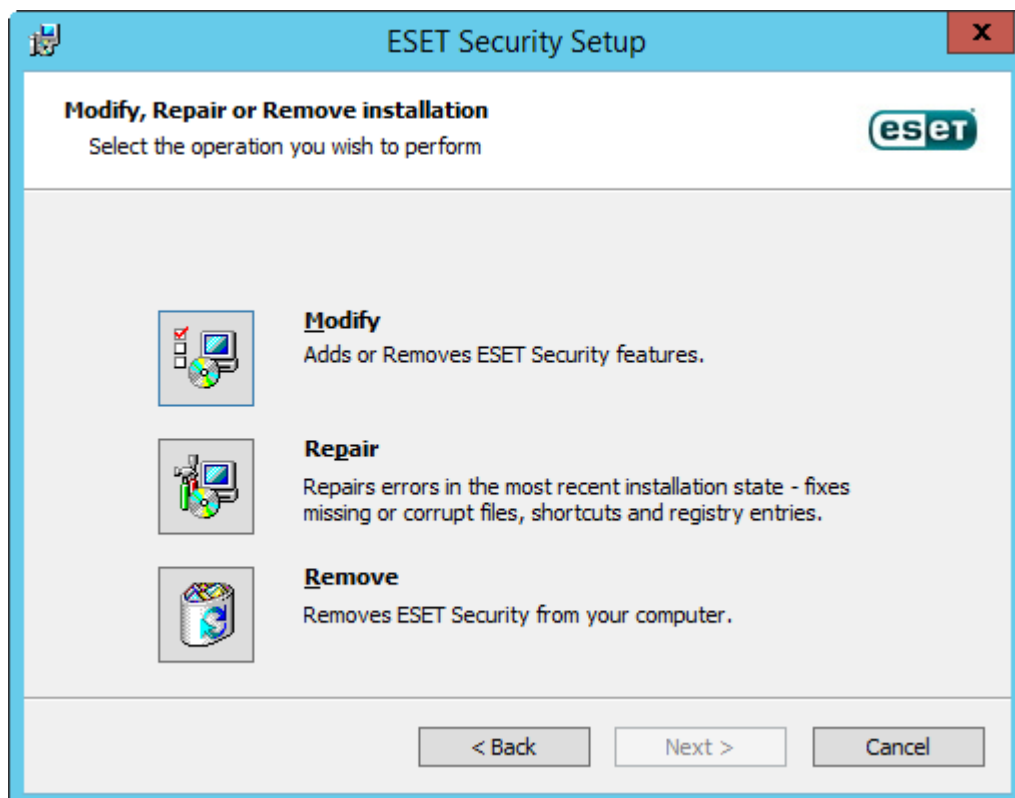 ESET Security Setup
x
Modify, Repair or Remove installation
Select the operation you wish to perform
eseT
Modify
Adds or Removes ESET Security features.
Repair
Repairs errors in the most recent installation state - fixes
missing or corrupt files, shortcuts and registry entries.
Remove
Removes ESET Security from your computer.
< Back
Next >
Cancel